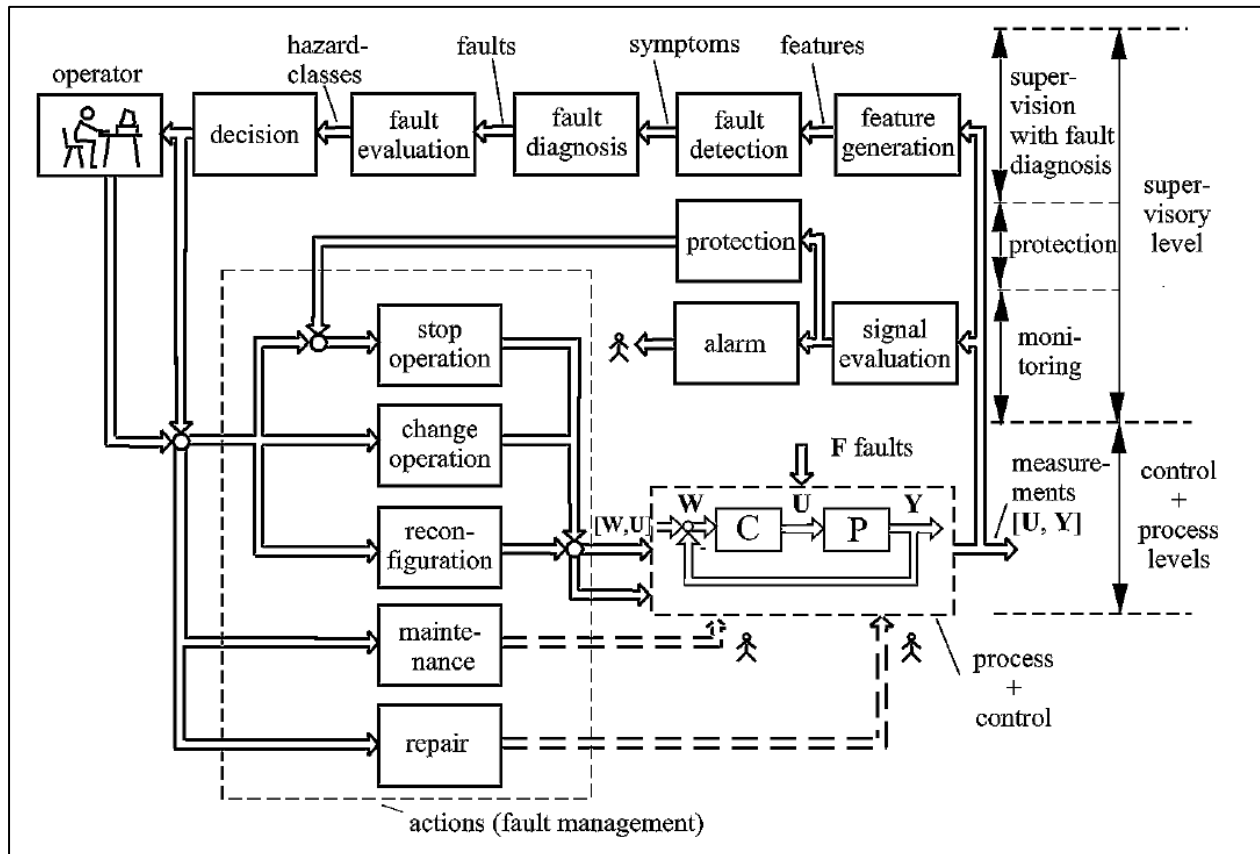 operator
hazard-
classes
faults
symptoms
features
decision
fault
evaluation
fault
diagnosis
fault
detection
feature
generation
super-
vision
with fault
diagnosis
super-
visory
level
protection
protection
stop
operation
alarm
signal
evaluation
moni-
toring
change
operation
F faults
measure-
ments
[U, Y]
control
+
process
levels
recon-
figuration
[W,U]
W
C
U
P
Y
-
mainte-
nance
process
+
control
repair
actions (fault management)